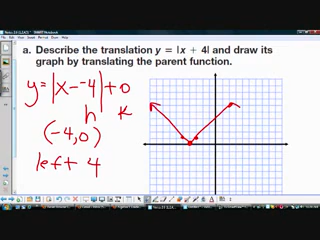 a. Describe the translation y = |x + 4| and draw its
graph by translating the parent function.
y = |x - -4| + 0
h k
(-4,0)
left 4